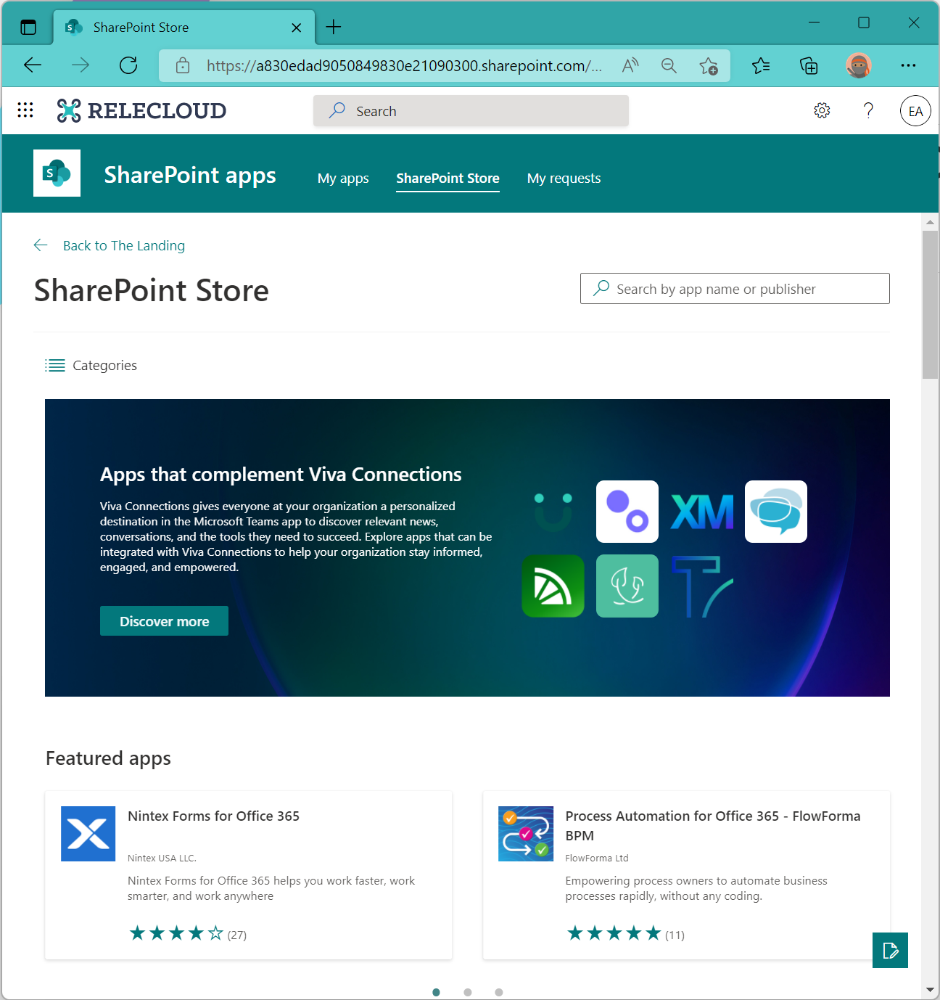 SharePoint Store
https://a830edad9050849830e21090300.sharepoint.com/...
RELECLOUD
Search
EA
SharePoint apps
My apps
SharePoint Store
My requests
Back to The Landing
SharePoint Store
Search by app name or publisher
Categories
Apps that complement Viva Connections
Viva Connections gives everyone at your organization a personalized
destination in the Microsoft Teams app to discover relevant news,
conversations, and the tools they need to succeed. Explore apps that can be
integrated with Viva Connections to help your organization stay informed,
engaged, and empowered.
XM
Discover more
Featured apps
Nintex Forms for Office 365
Nintex USA LLC.
Nintex Forms for Office 365 helps you work faster, work
smarter, and work anywhere
(27)
Process Automation for Office 365 - FlowForma
BPM
FlowForma Ltd
Empowering process owners to automate business
processes rapidly, without any coding.
(11)